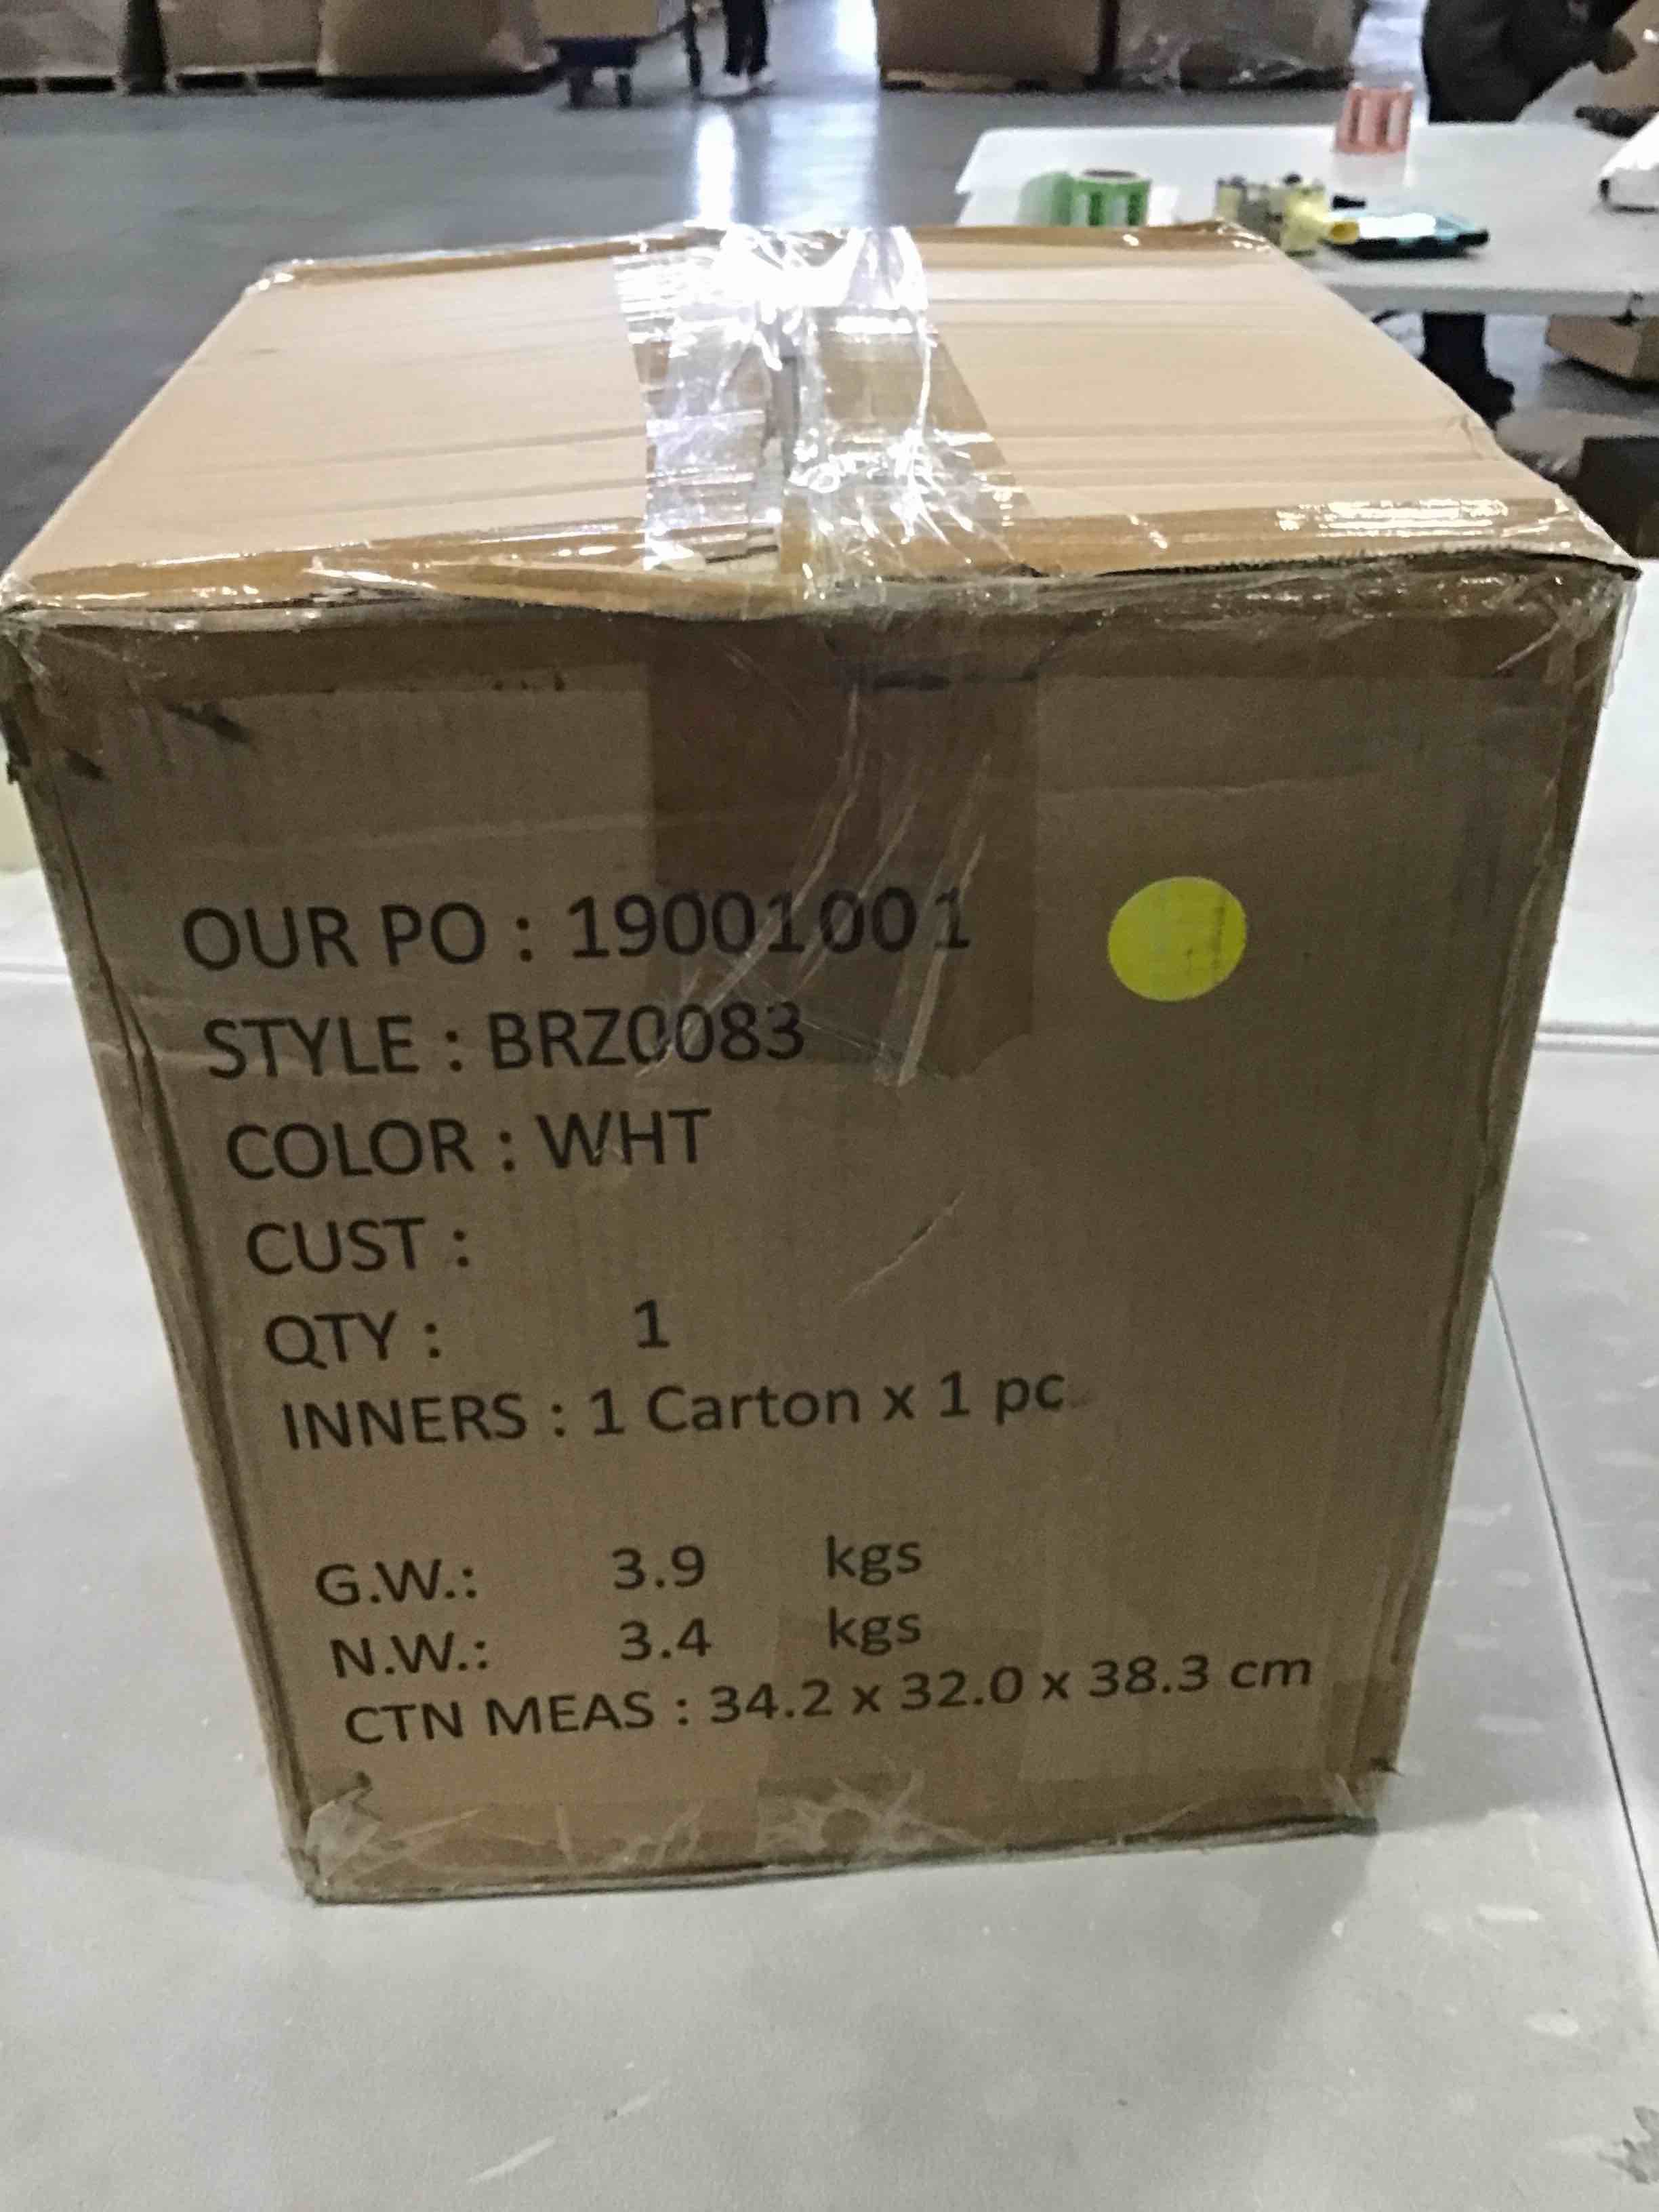 OUR PO : 19001001
STYLE : BRZ0083
COLOR : WHT
CUST :
QTY : 1
INNERS : 1 Carton x 1 pc
G.W.: 3.9 kgs
N.W.: 3.4 kgs
CTN MEAS : 34.2 x 32.0 x 38.3 cm